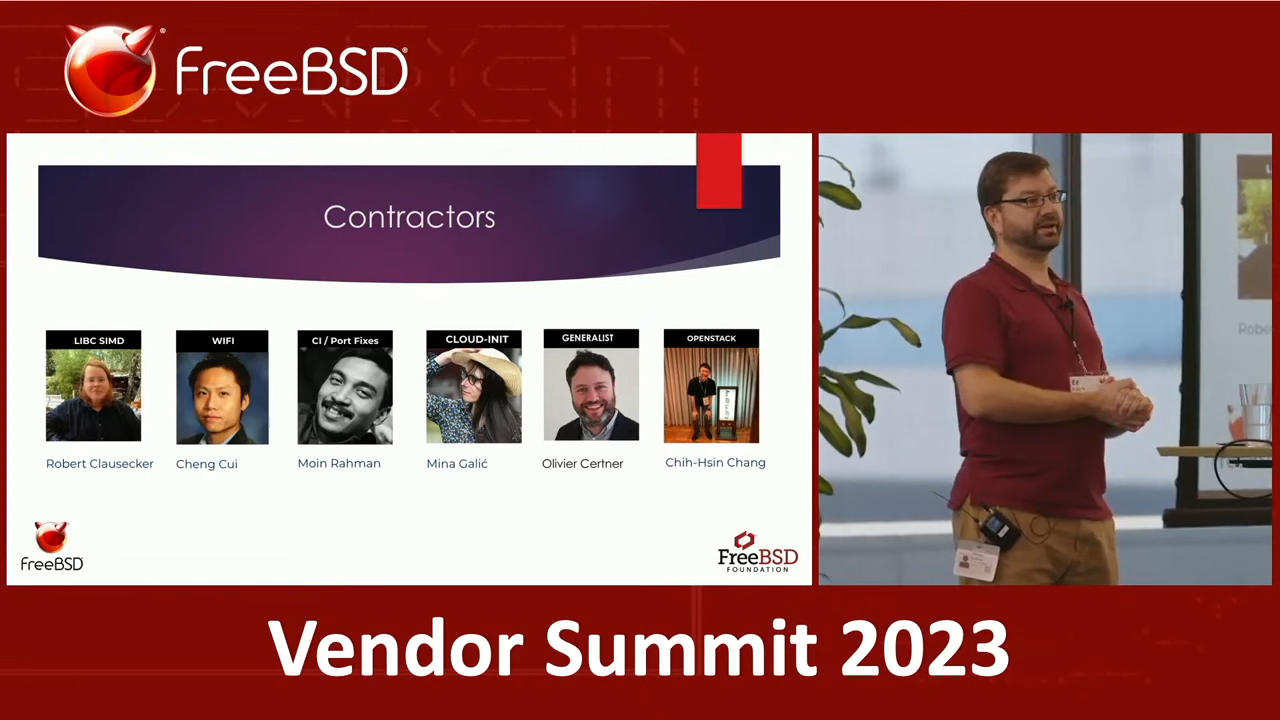 FreeBSD®
Contractors
LIBC SIMD
WIFI
CI / Port Fixes
CLOUD-INIT
GENERALIST
OPENSTACK
Robert Clausecker
Cheng Cui
Moin Rahman
Mina Galić
Olivier Certner
Chih-Hsin Chang
FreeBSD
FreeBSD
FOUNDATION
Ed
Vendor Summit 2023